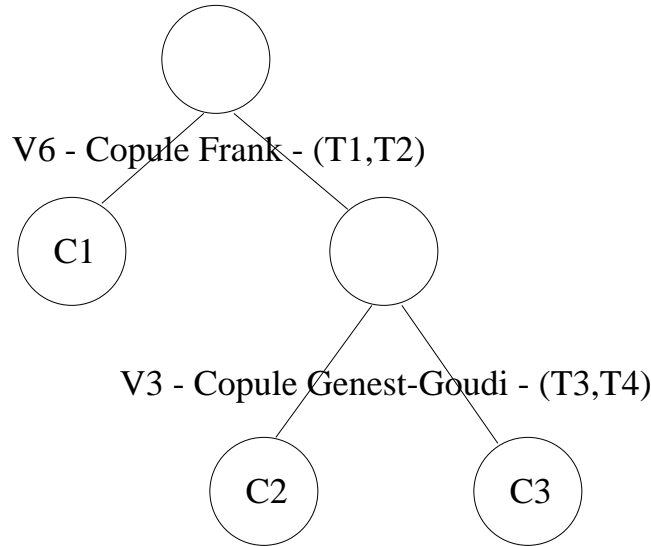 V6 - Copule Frank - (T1,T2)
C1
V3 - Copule Genest-Goudi - (T3,T4)
C2
C3